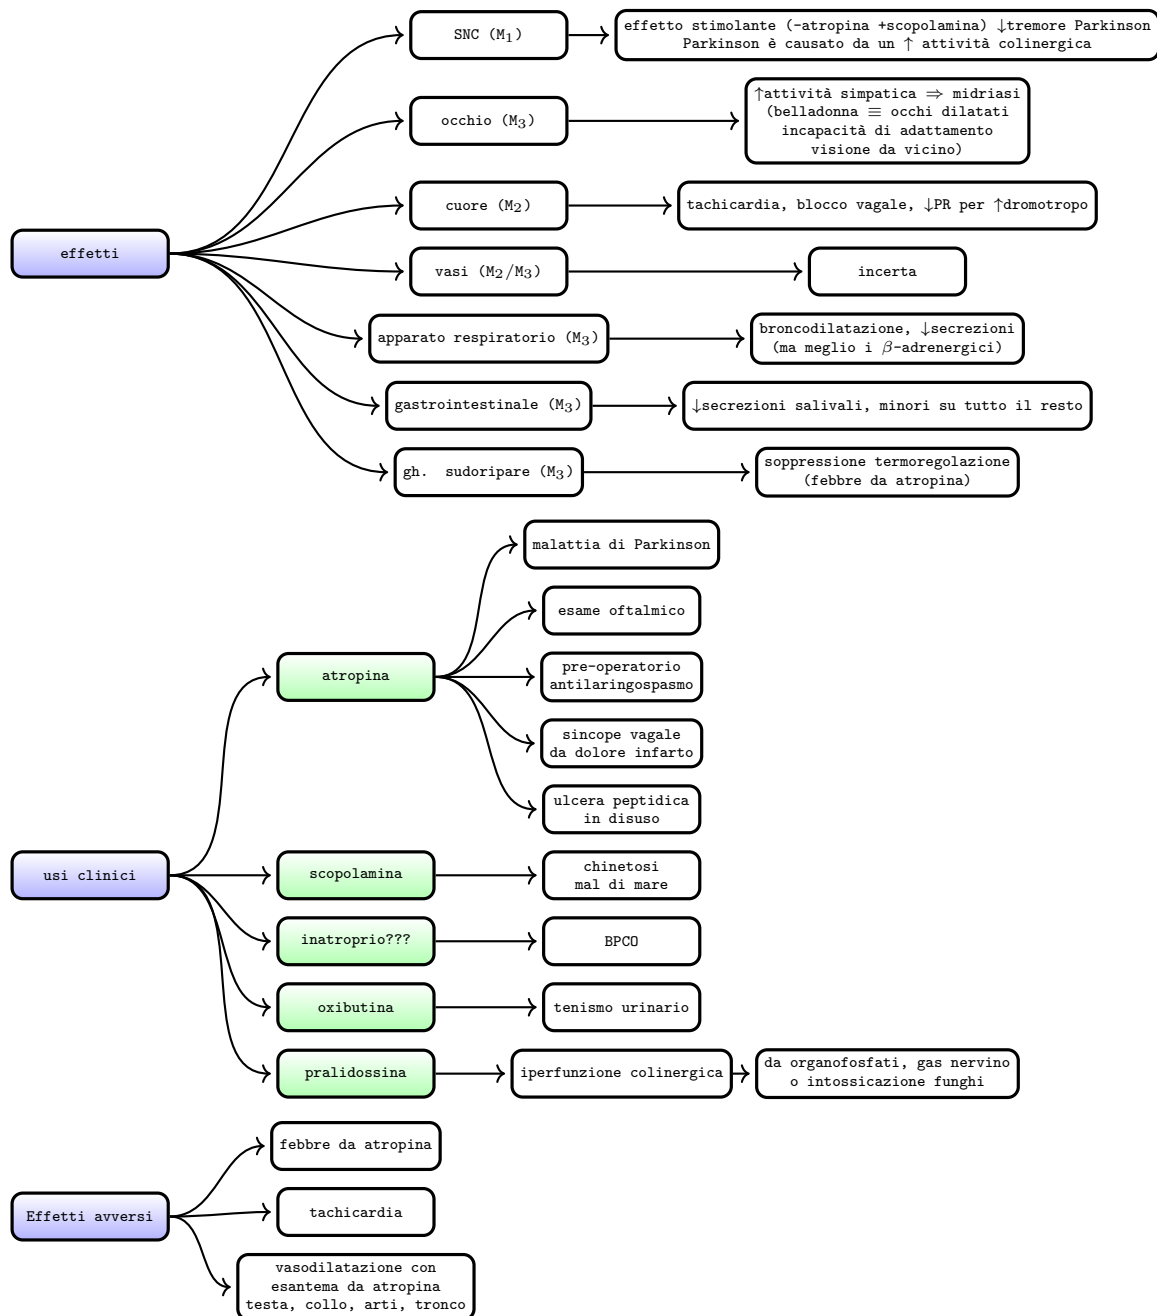 effetti
SNC (M1)
effetto stimolante (-atropina +scopolamina) ↓tremore Parkinson
Parkinson è causato da un ↑ attività colinergica
occhio (M3)
↑attività simpatica ⇒ midriasi
(belladonna ≡ occhi dilatati
incapacità di adattamento
visione da vicino)
cuore (M2)
tachicardia, blocco vagale, ↓PR per ↑dromotropo
vasi (M2/M3)
incerta
apparato respiratorio (M3)
broncodilatazione, ↓secrezioni
(ma meglio i β-adrenergici)
gastrointestinale (M3)
↓secrezioni salivali, minori su tutto il resto
gh. sudoripare (M3)
soppressione termoregolazione
(febbre da atropina)
usi clinici
atropina
malattia di Parkinson
esame oftalmico
pre-operatorio
antilaringospasmo
sincope vagale
da dolore infarto
ulcera peptidica
in disuso
scopolamina
chinetosi
mal di mare
inatroprio???
BPCO
oxibutina
tenismo urinario
pralidossina
iperfunzione colinergica
da organofosfati, gas nervino
o intossicazione funghi
Effetti avversi
febbre da atropina
tachicardia
vasodilatazione con
esantema da atropina
testa, collo, arti, tronco